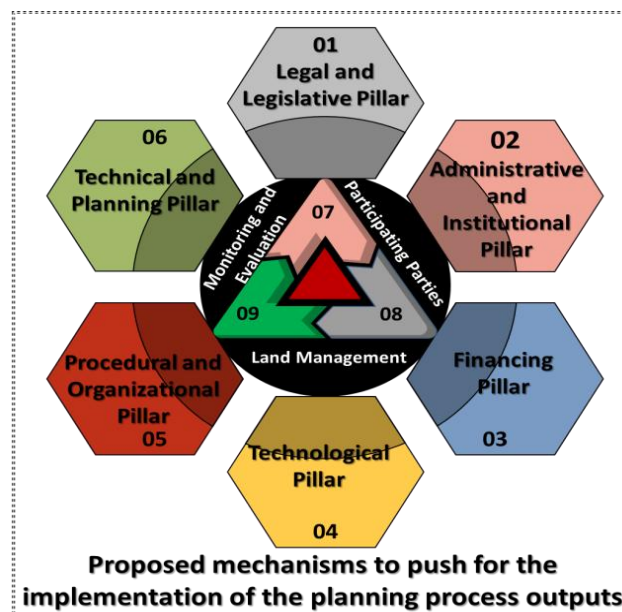 01
Legal and
Legislative Pillar
02
Administrative
and
Institutional
Pillar
Financing
Pillar
03
Technological
Pillar
04
Procedural and
Organizational
Pillar
05
06
Technical and
Planning Pillar
07
Participating Parties
08
Land Management
09
Monitoring and
Evaluation
Proposed mechanisms to push for the
implementation of the planning process outputs